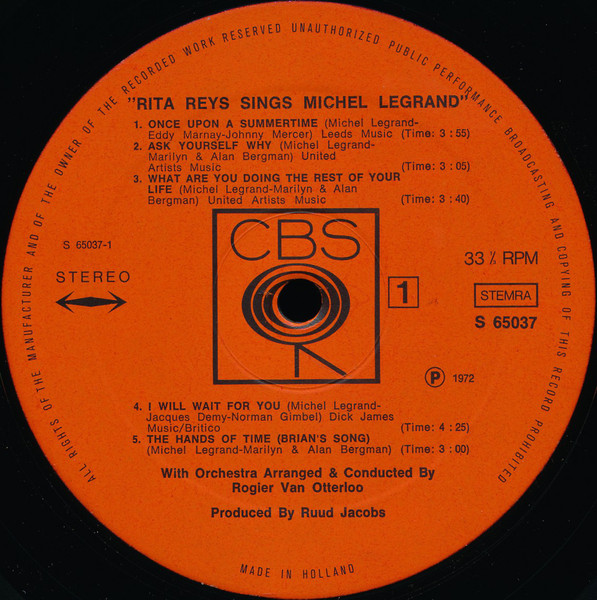 ALL RIGHTS OF THE MANUFACTURER AND OF THE OWNER OF THE RECORDED WORK RESERVED UNAUTHORIZED PUBLIC PERFORMANCE BROADCASTING AND COPYING OF THIS RECORD PROHIBITED
"RITA REYS SINGS MICHEL LEGRAND"
1. ONCE UPON A SUMMERTIME (Michel Legrand-
Eddy Marnay-Johnny Mercer) Leeds Music (Time: 3:55)
2. ASK YOURSELF WHY (Michel Legrand-
Marilyn & Alan Bergman) United
Artists Music (Time: 3:05)
3. WHAT ARE YOU DOING THE REST OF YOUR
LIFE (Michel Legrand-Marilyn & Alan
Bergman) United Artists Music (Time: 3:40)
CBS
S 65037-1
STEREO
33⅓ RPM
1
STEMRA
S 65037
Ⓟ 1972
4. I WILL WAIT FOR YOU (Michel Legrand-
Jacques Demy-Norman Gimbel) Dick James
Music/Britico (Time: 4:25)
5. THE HANDS OF TIME (BRIAN'S SONG)
(Michel Legrand-Marilyn & Alan Bergman) (Time: 3:00)
With Orchestra Arranged & Conducted By
Rogier Van Otterloo
Produced By Ruud Jacobs
MADE IN HOLLAND